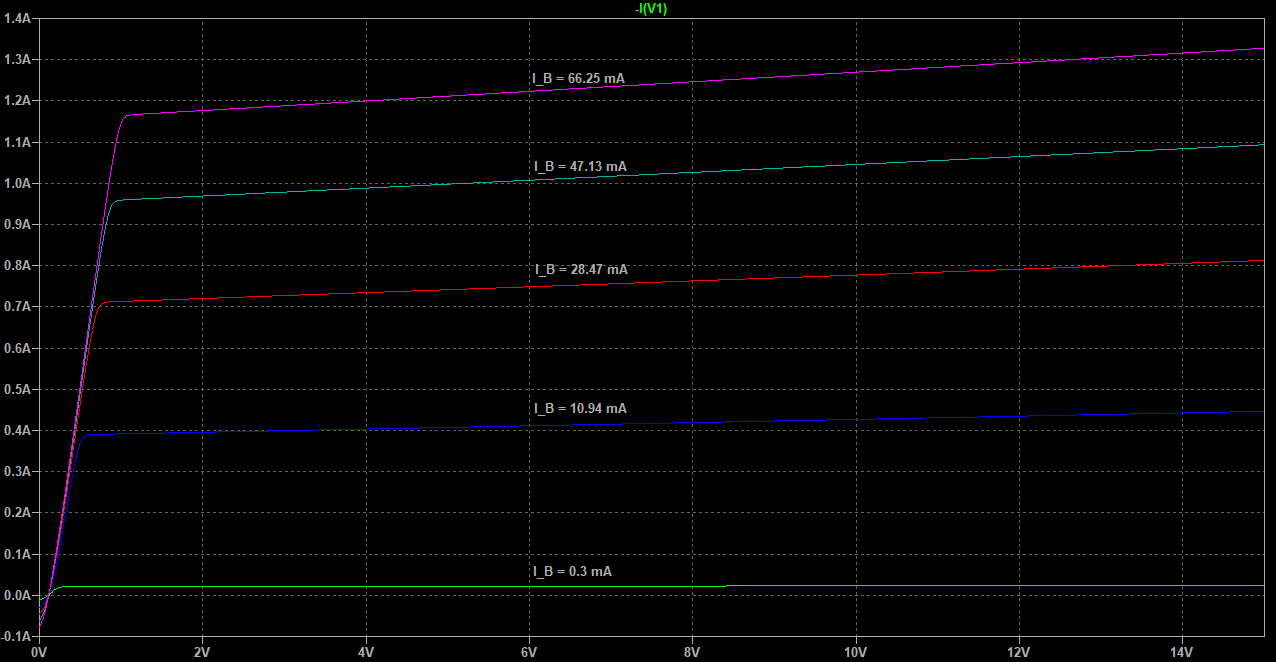 -I(V1)
1.4A
1.3A
I_B = 66.25 mA
1.2A
1.1A
I_B = 47.13 mA
1.0A
0.9A
0.8A
I_B = 28.47 mA
0.7A
0.6A
0.5A
I_B = 10.94 mA
0.4A
0.3A
0.2A
0.1A
I_B = 0.3 mA
0.0A
-0.1A
0V 2V 4V 6V 8V 10V 12V 14V